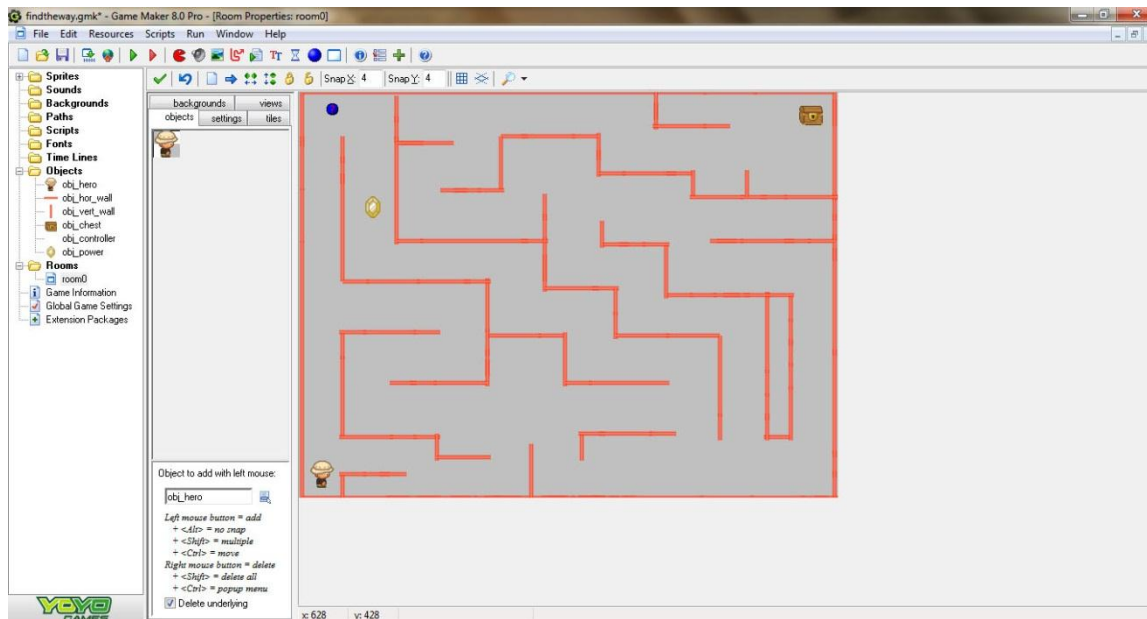 findtheway.gmk* - Game Maker 8.0 Pro - [Room Properties: room0]
File Edit Resources Scripts Run Window Help
Snap X: 4 Snap Y: 4
Sprites
Sounds
Backgrounds
Paths
Scripts
Fonts
Time Lines
Objects
obj_hero
obj_hor_wall
obj_vert_wall
obj_chest
obj_controller
obj_power
Rooms
room0
Game Information
Global Game Settings
Extension Packages
backgrounds views
objects settings tiles
Object to add with left mouse:
obj_hero
Left mouse button = add
+ <Alt> = no snap
+ <Shift> = multiple
+ <Ctrl> = move
Right mouse button = delete
+ <Shift> = delete all
+ <Ctrl> = popup menu
Delete underlying
YOYO
GAMES
x: 628 y: 428